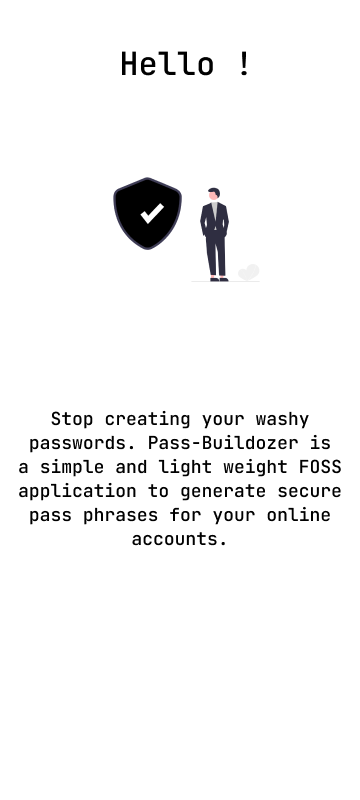 Hello !
Stop creating your washy
passwords. Pass-Buildozer is
a simple and light weight FOSS
application to generate secure
pass phrases for your online
accounts.